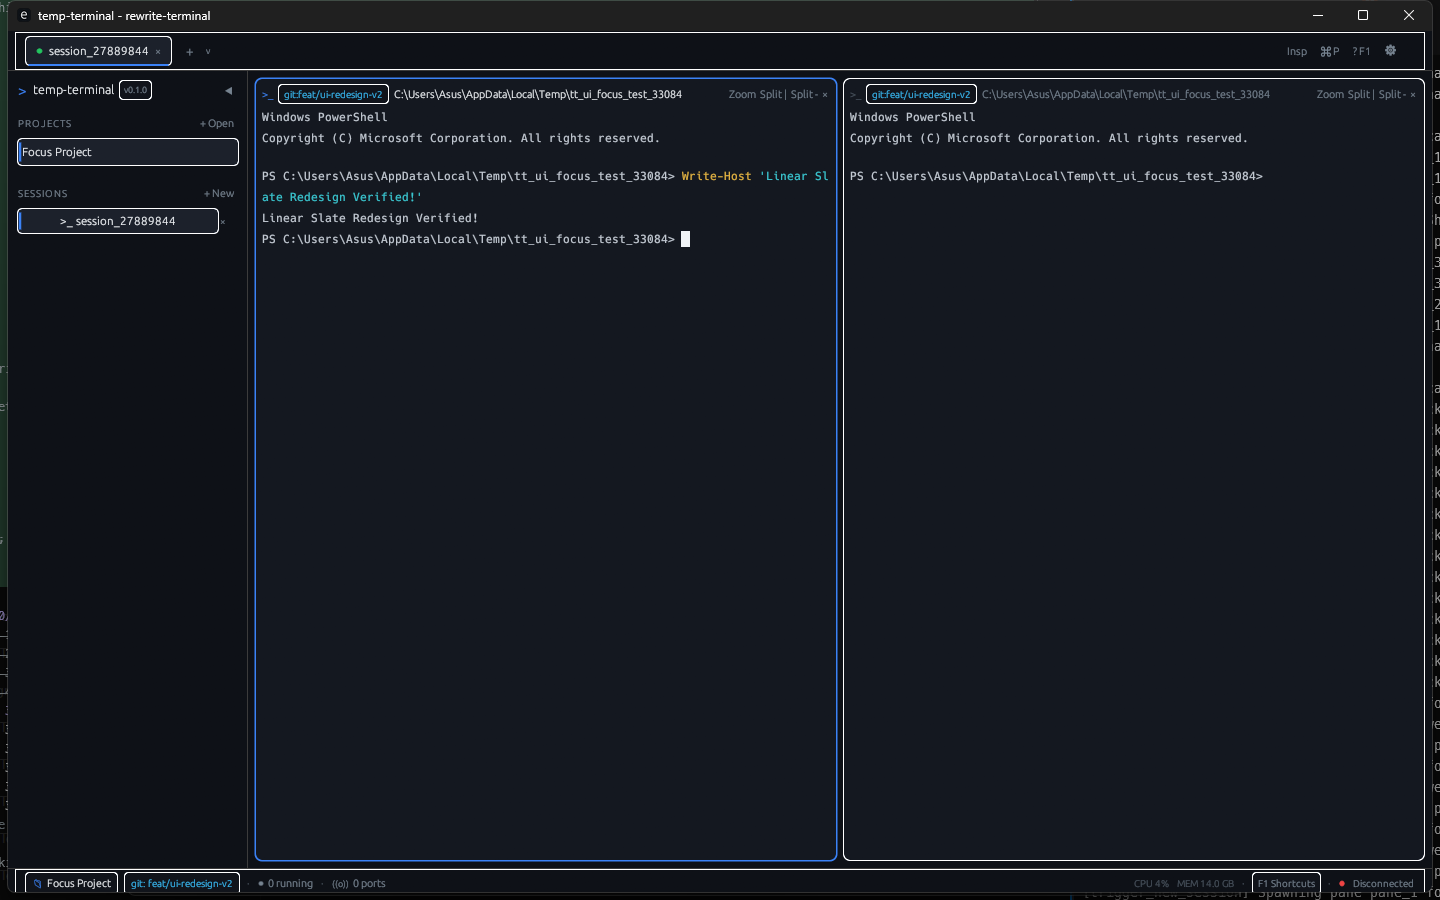 temp-terminal - rewrite-terminal
session_27889844 ×
+ v
Insp ⌘P ?F1
> temp-terminal v0.1.0 ◀
PROJECTS + Open
Focus Project
SESSIONS + New
>_ session_27889844 ×
>_ git:feat/ui-redesign-v2 C:\Users\Asus\AppData\Local\Temp\tt_ui_focus_test_33084 Zoom Split| Split- ×
Windows PowerShell
Copyright (C) Microsoft Corporation. All rights reserved.
PS C:\Users\Asus\AppData\Local\Temp\tt_ui_focus_test_33084> Write-Host 'Linear Sl
ate Redesign Verified!'
Linear Slate Redesign Verified!
PS C:\Users\Asus\AppData\Local\Temp\tt_ui_focus_test_33084>
>_ git:feat/ui-redesign-v2 C:\Users\Asus\AppData\Local\Temp\tt_ui_focus_test_33084 Zoom Split| Split- ×
Windows PowerShell
Copyright (C) Microsoft Corporation. All rights reserved.
PS C:\Users\Asus\AppData\Local\Temp\tt_ui_focus_test_33084>
Focus Project git: feat/ui-redesign-v2 · ● 0 running · ((o)) 0 ports
CPU 4% MEM 14.0 GB · F1 Shortcuts · ● Disconnected